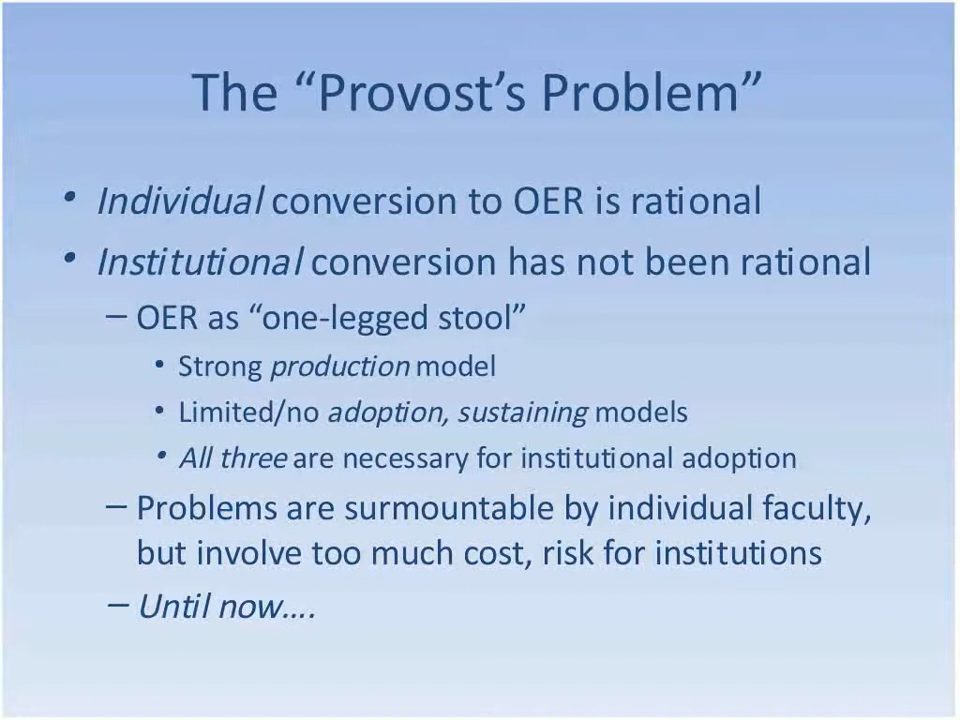 The “Provost’s Problem”
• Individual conversion to OER is rational
• Institutional conversion has not been rational
– OER as “one-legged stool”
• Strong production model
• Limited/no adoption, sustaining models
• All three are necessary for institutional adoption
– Problems are surmountable by individual faculty,
but involve too much cost, risk for institutions
– Until now….